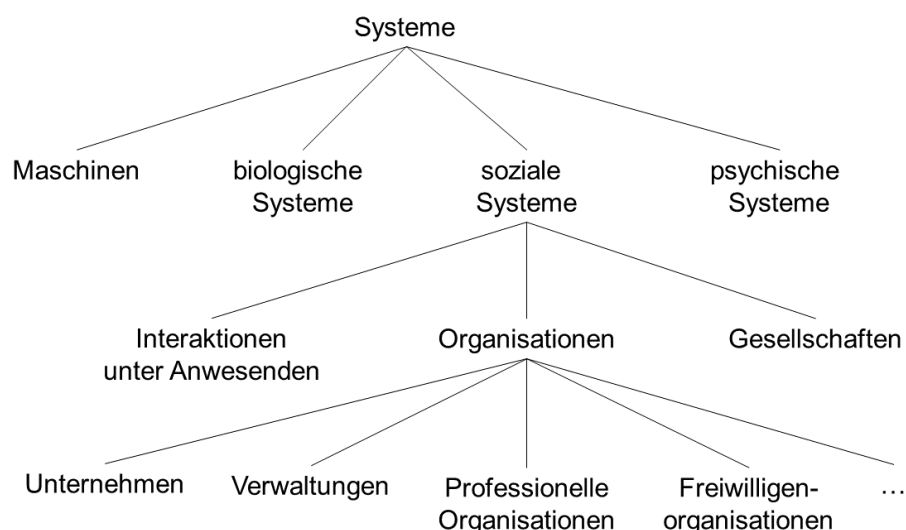 Systeme
Maschinen
biologische
Systeme
soziale
Systeme
psychische
Systeme
Interaktionen
unter Anwesenden
Organisationen
Gesellschaften
Unternehmen
Verwaltungen
Professionelle
Organisationen
Freiwilligen-
organisationen
...